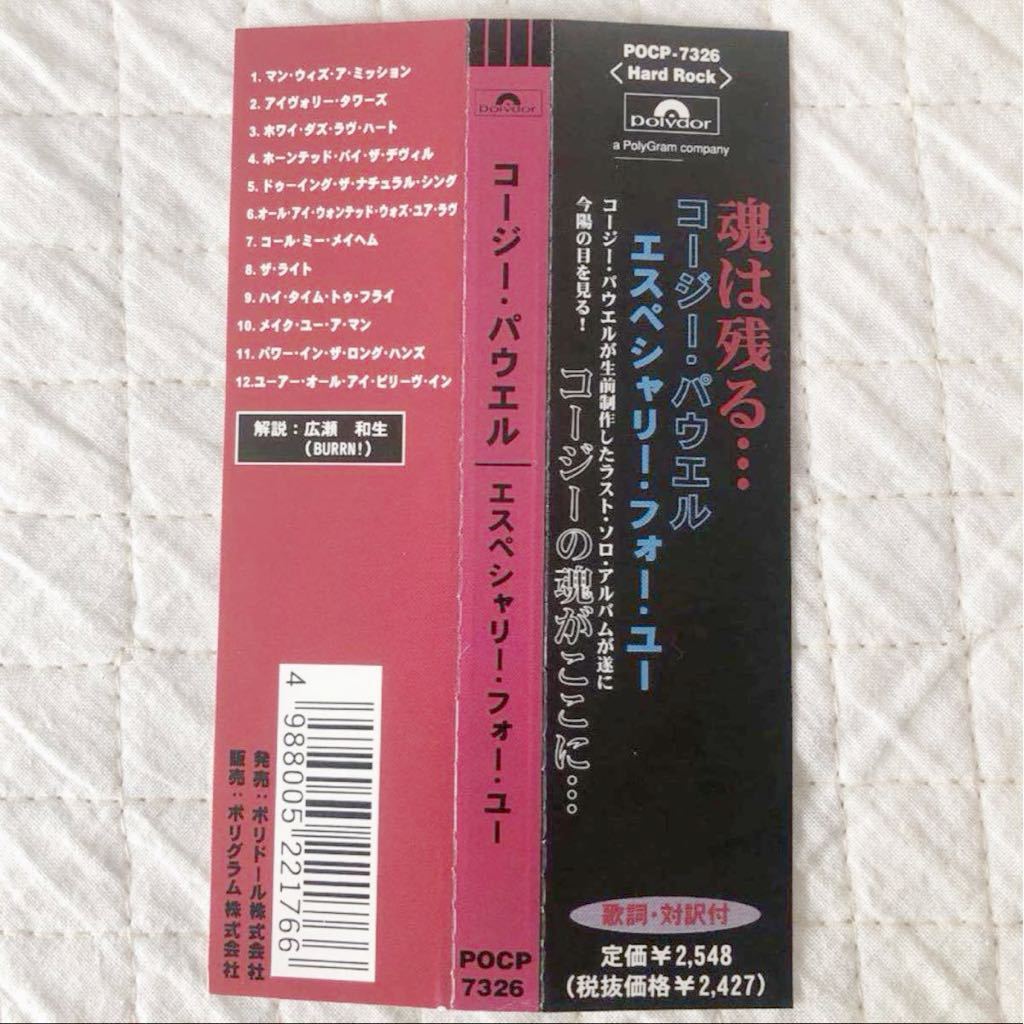 1. マン・ウィズ・ア・ミッション
2. アイヴォリー・タワーズ
3. ホワイ・ダズ・ラヴ・ハート
4. ホーンテッド・バイ・ザ・デヴィル
5. ドゥーイング・ザ・ナチュラル・シング
6.オール・アイ・ウォンテッド・ウォズ・ユア・ラヴ
7. コール・ミー・メイヘム
8. ザ・ライト
9. ハイ・タイム・トゥ・フライ
10. メイク・ユー・ア・マン
11. パワー・イン・ザ・ロング・ハンズ
12.ユーアー・オール・アイ・ビリーヴ・イン
解説：広瀬 和生
(BURRN!)
4 988005 221766
発売：ポリドール株式会社
販売：ポリグラム株式会社
polydor
コージー・パウエル
エスペシャリー・フォー・ユー
POCP
7326
POCP-7326
〈Hard Rock〉
polydor
a PolyGram company
魂は残る…
コージー・パウエル
エスペシャリー・フォー・ユー
コージー・パウエルが生前制作したラスト・ソロ・アルバムが遂に
今陽の目を見る！
コージーの魂がここに…
歌詞・対訳付
定価¥2,548
(税抜価格¥2,427)